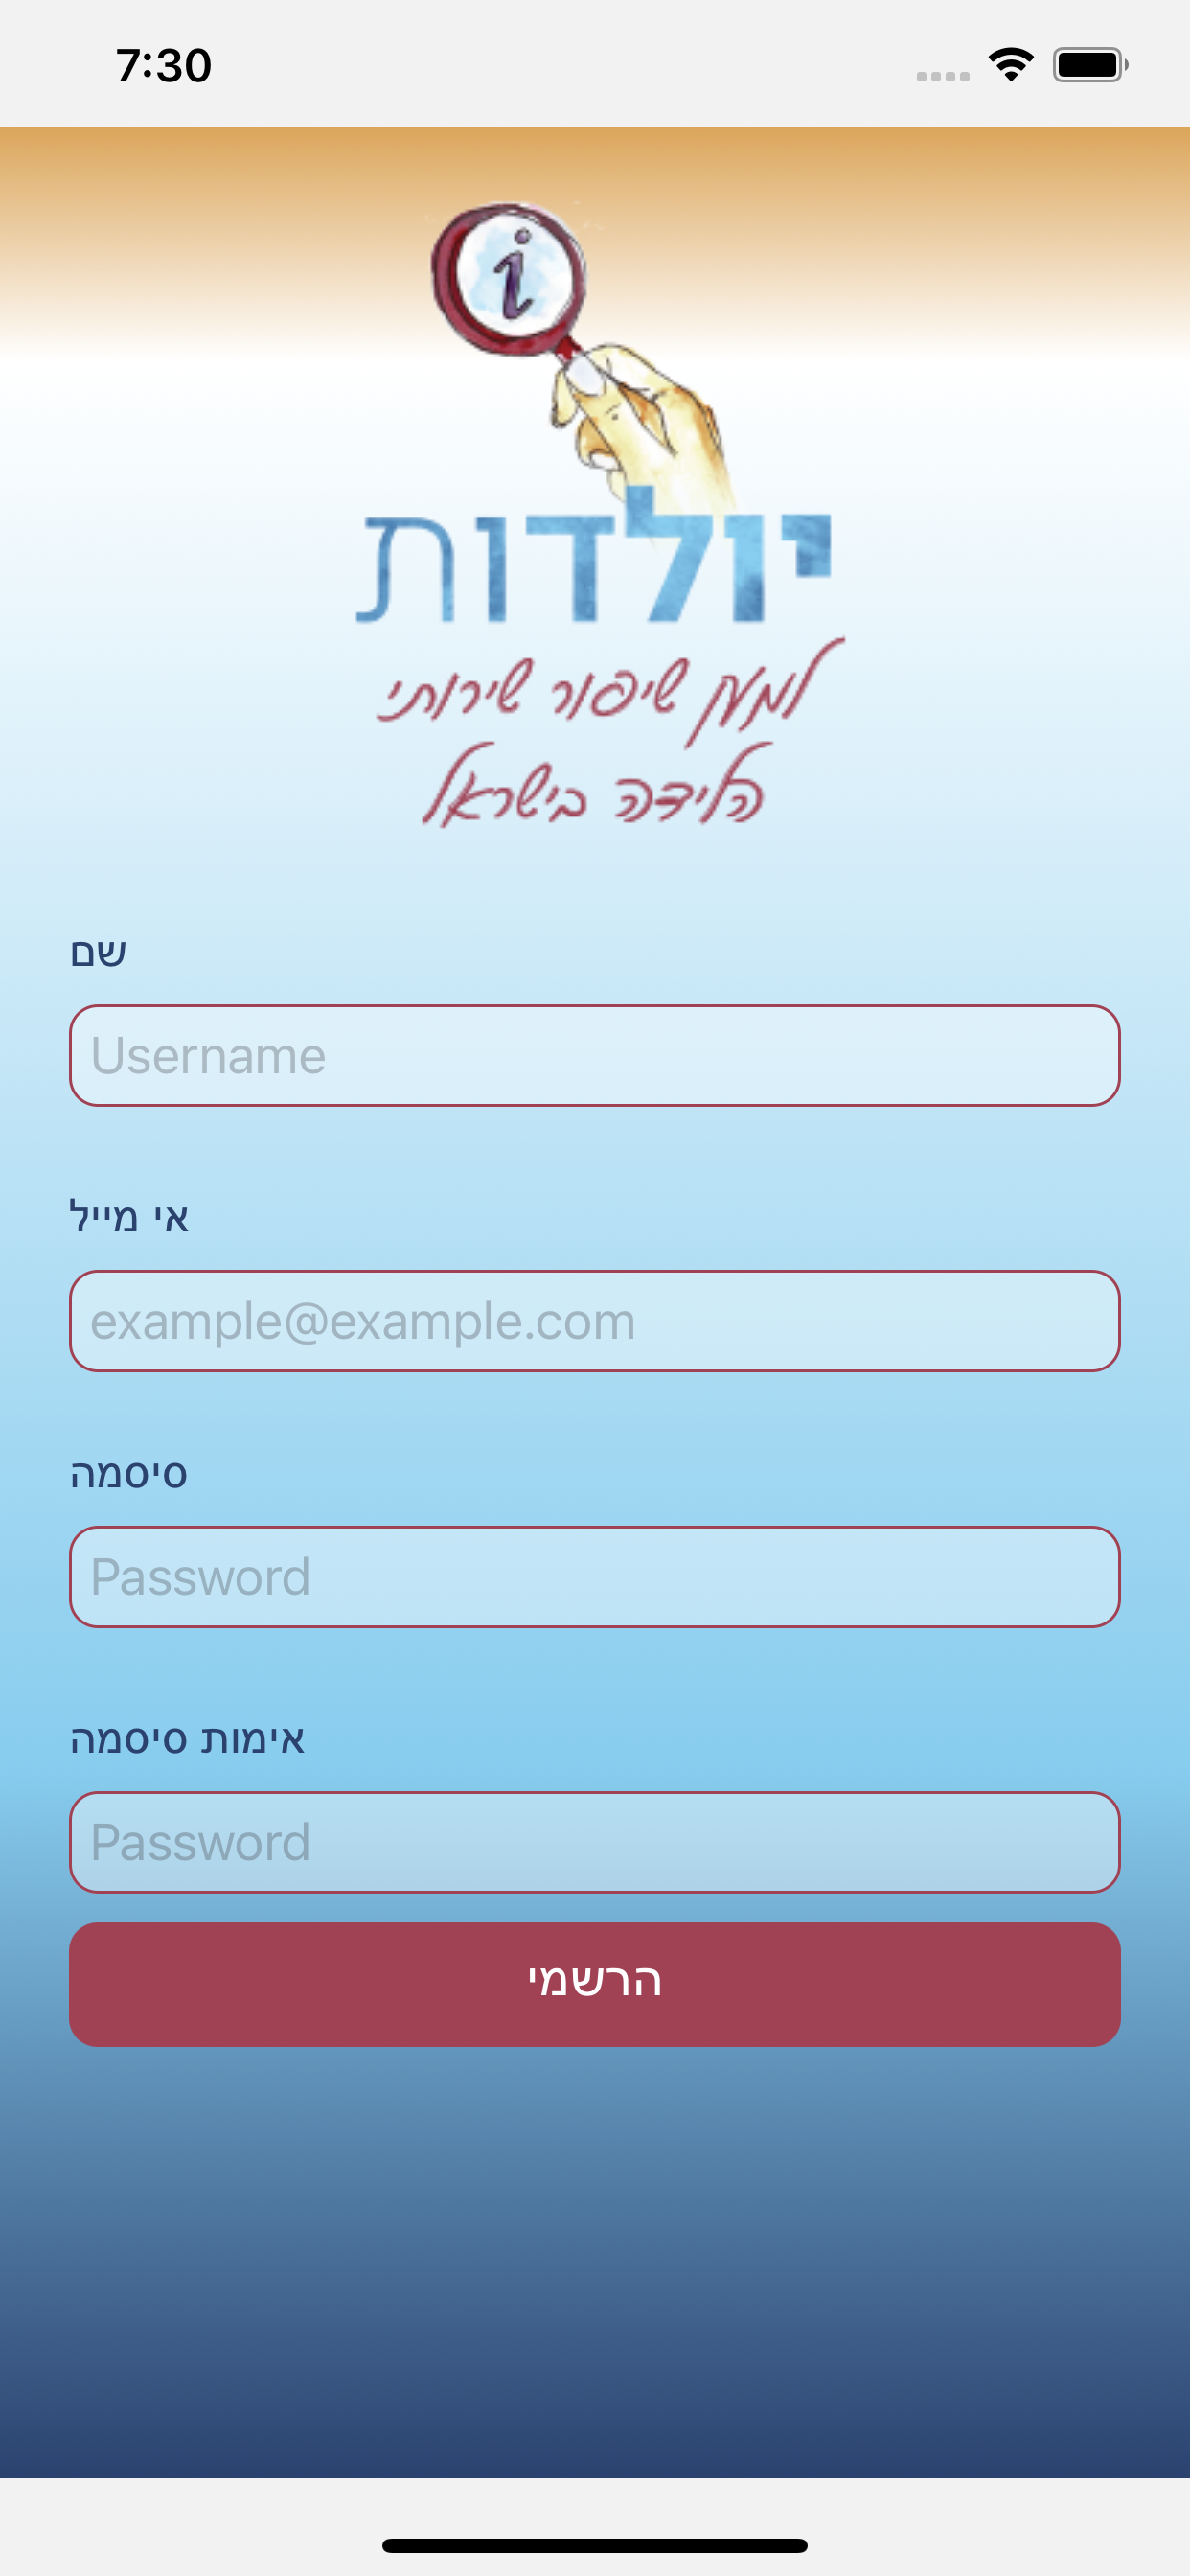 7:30
i
יולדות
למען שיפור שירותי
הלידה בישראל
שם
Username
אי מייל
example@example.com
סיסמה
Password
אימות סיסמה
Password
הרשמי